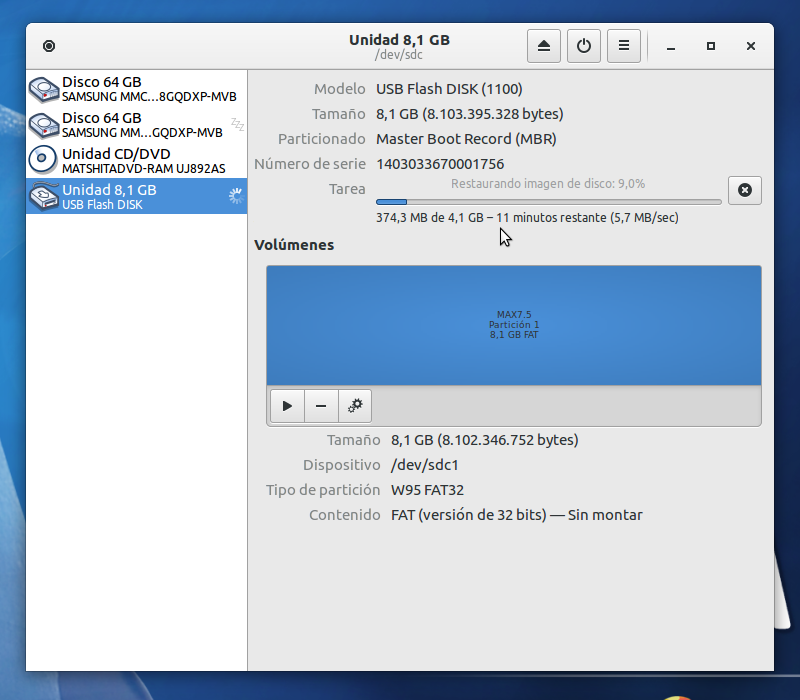 Unidad 8,1 GB
/dev/sdc
Disco 64 GB
SAMSUNG MMC...8GQDXP-MVB
Disco 64 GB
SAMSUNG MM...GQDXP-MVB
Unidad CD/DVD
MATSHITADVD-RAM UJ892AS
Unidad 8,1 GB
USB Flash DISK
Modelo USB Flash DISK (1100)
Tamaño 8,1 GB (8.103.395.328 bytes)
Particionado Master Boot Record (MBR)
Número de serie 1403033670001756
Tarea Restaurando imagen de disco: 9,0%
374,3 MB de 4,1 GB – 11 minutos restante (5,7 MB/sec)
Volúmenes
MAX7.5
Partición 1
8,1 GB FAT
Tamaño 8,1 GB (8.102.346.752 bytes)
Dispositivo /dev/sdc1
Tipo de partición W95 FAT32
Contenido FAT (versión de 32 bits) — Sin montar